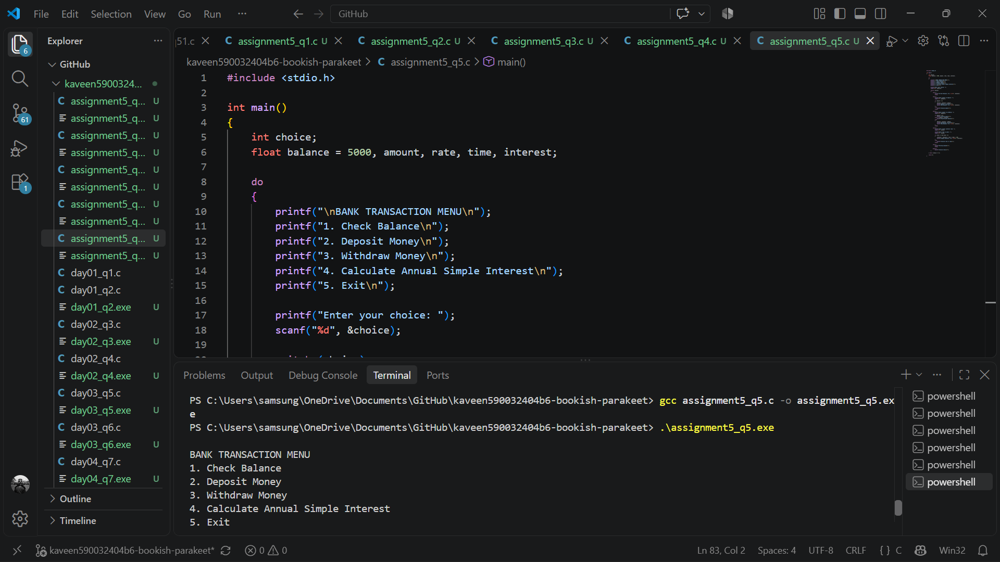 File Edit Selection View Go Run ··· GitHub
Explorer ···
51.c assignment5_q1.c U assignment5_q2.c U assignment5_q3.c U assignment5_q4.c U assignment5_q5.c U
kaveen590032404b6-bookish-parakeet > C assignment5_q5.c > main()
6
61
1
GitHub
kaveen5900324...
C assignment5_q... U
assignment5_q... U
C assignment5_q... U
assignment5_q... U
C assignment5_q... U
assignment5_q... U
C assignment5_q... U
assignment5_q... U
C assignment5_q... U
assignment5_q... U
C day01_q1.c
C day01_q2.c
day01_q2.exe U
C day02_q3.c
day02_q3.exe U
C day02_q4.c
day02_q4.exe U
C day03_q5.c
day03_q5.exe U
C day03_q6.c
day03_q6.exe U
C day04_q7.c
day04_q7.exe U
Outline
Timeline
1 #include <stdio.h>
2
3 int main()
4 {
5 int choice;
6 float balance = 5000, amount, rate, time, interest;
7
8 do
9 {
10 printf("\nBANK TRANSACTION MENU\n");
11 printf("1. Check Balance\n");
12 printf("2. Deposit Money\n");
13 printf("3. Withdraw Money\n");
14 printf("4. Calculate Annual Simple Interest\n");
15 printf("5. Exit\n");
16
17 printf("Enter your choice: ");
18 scanf("%d", &choice);
19
Problems Output Debug Console Terminal Ports
PS C:\Users\samsung\OneDrive\Documents\GitHub\kaveen590032404b6-bookish-parakeet> gcc assignment5_q5.c -o assignment5_q5.ex
e
PS C:\Users\samsung\OneDrive\Documents\GitHub\kaveen590032404b6-bookish-parakeet> .\assignment5_q5.exe
BANK TRANSACTION MENU
1. Check Balance
2. Deposit Money
3. Withdraw Money
4. Calculate Annual Simple Interest
5. Exit
powershell
powershell
powershell
powershell
powershell
powershell
kaveen590032404b6-bookish-parakeet* 0 0 Ln 83, Col 2 Spaces: 4 UTF-8 CRLF {} C Win32